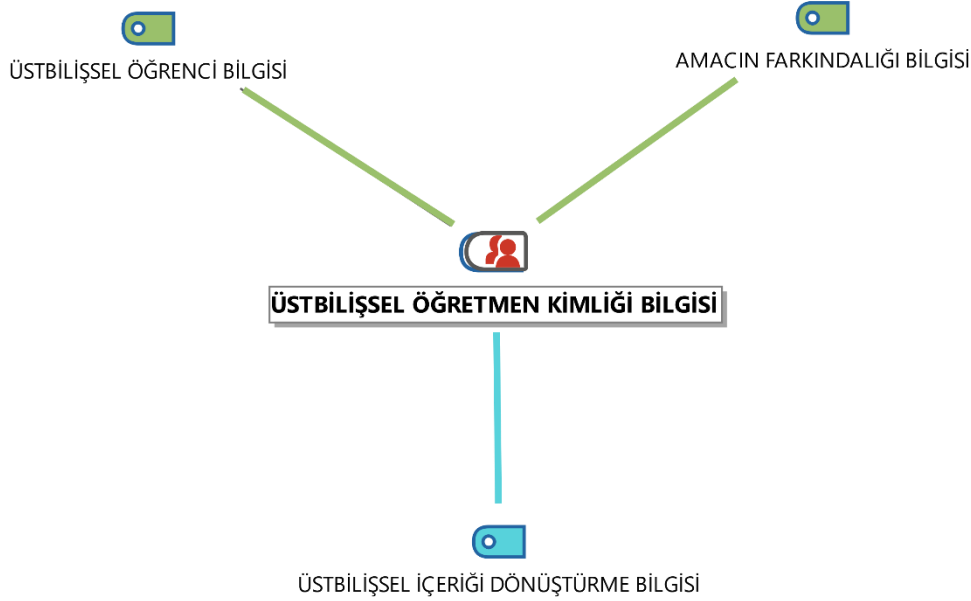 ÜSTBİLİŞSEL ÖĞRENCİ BİLGİSİ
AMACIN FARKINDALIĞI BİLGİSİ
ÜSTBİLİŞSEL ÖĞRETMEN KİMLİĞİ BİLGİSİ
ÜSTBİLİŞSEL İÇERİĞİ DÖNÜŞTÜRME BİLGİSİ